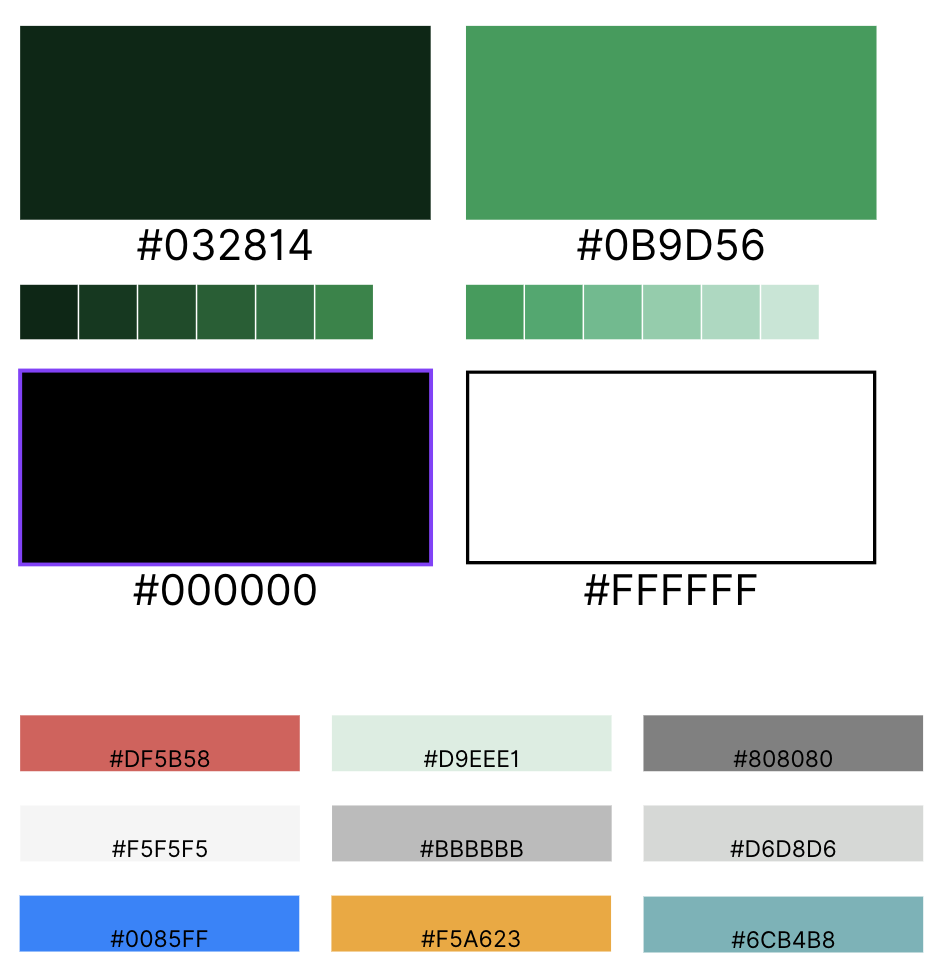 #032814
#0B9D56
#000000
#FFFFFF
#DF5B58
#D9EEE1
#808080
#F5F5F5
#BBBBBB
#D6D8D6
#0085FF
#F5A623
#6CB4B8